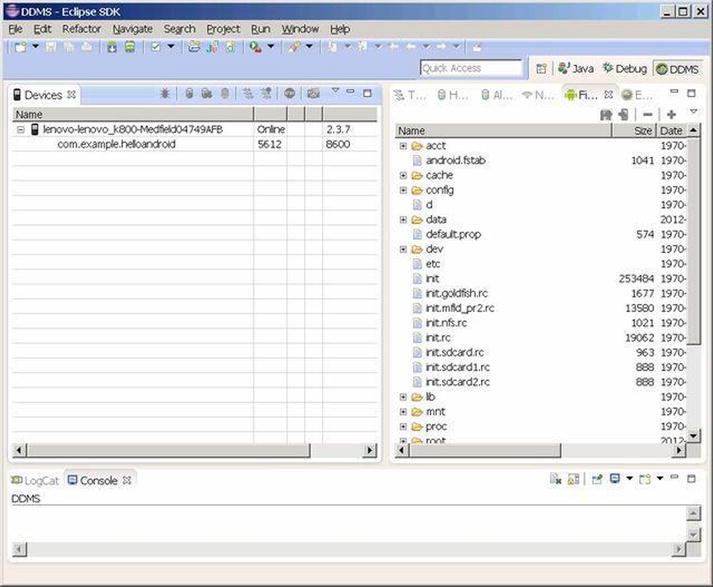 DDMS - Eclipse SDK
File Edit Refactor Navigate Search Project Run Window Help
Quick Access
Java Debug DDMS
Devices
Name
lenovo-lenovo_k800-Medfield04749AFB Online 2.3.7
com.example.helloandroid 5612 8600
T... H... Al... N... Fi... E...
Name Size Date
acct 1970-
android.fstab 1041 1970-
cache 1970-
config 1970-
d 1970-
data 2012-
default.prop 574 1970-
dev 1970-
etc 1970-
init 253484 1970-
init.goldfish.rc 1677 1970-
init.mfld_pr2.rc 13580 1970-
init.nfs.rc 1021 1970-
init.rc 19062 1970-
init.sdcard.rc 963 1970-
init.sdcard1.rc 888 1970-
init.sdcard2.rc 888 1970-
lib 1970-
mnt 1970-
proc 1970-
root 2012-
LogCat Console
DDMS